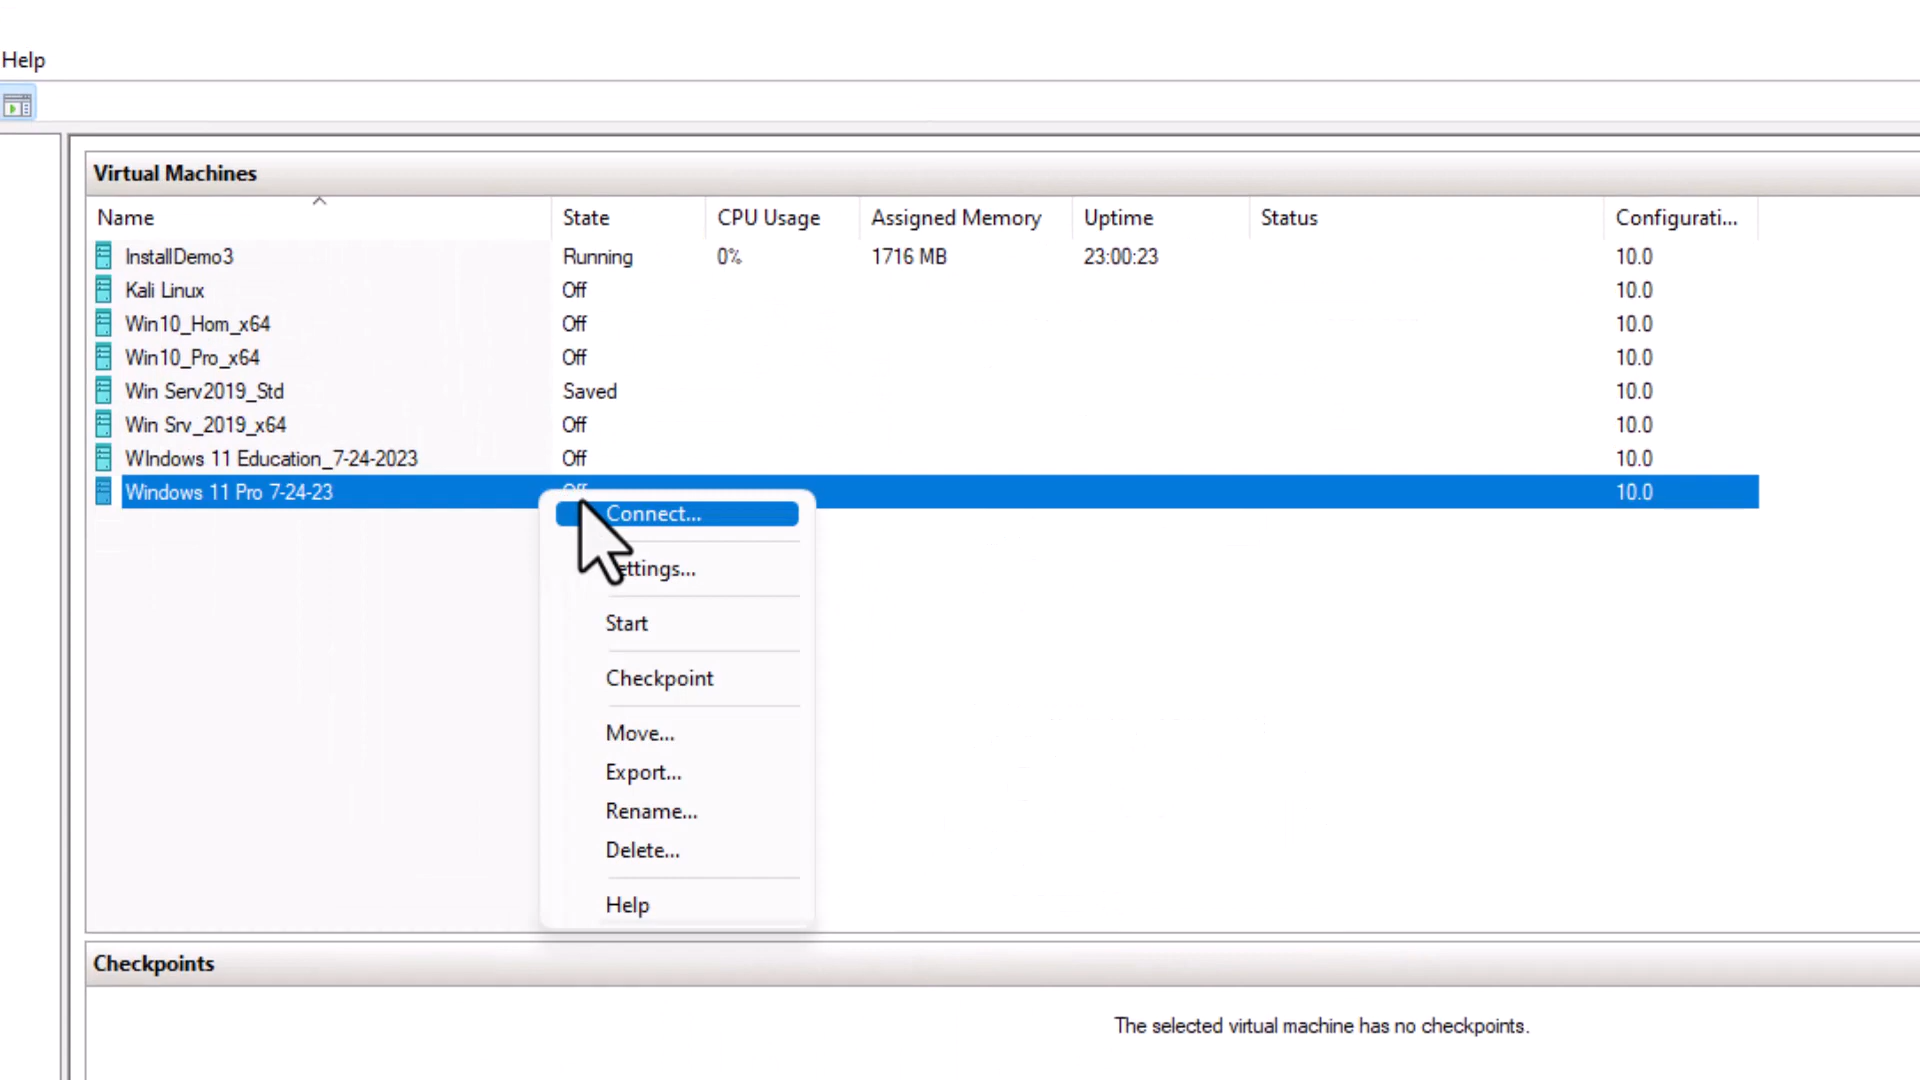 Help
Virtual Machines
Name State CPU Usage Assigned Memory Uptime Status Configurati...
InstallDemo3 Running 0% 1716 MB 23:00:23 10.0
Kali Linux Off 10.0
Win10_Hom_x64 Off 10.0
Win10_Pro_x64 Off 10.0
Win Serv2019_Std Saved 10.0
Win Srv_2019_x64 Off 10.0
WIndows 11 Education_7-24-2023 Off 10.0
Windows 11 Pro 7-24-23 10.0
Connect...
ettings...
Start
Checkpoint
Move...
Export...
Rename...
Delete...
Help
Checkpoints
The selected virtual machine has no checkpoints.